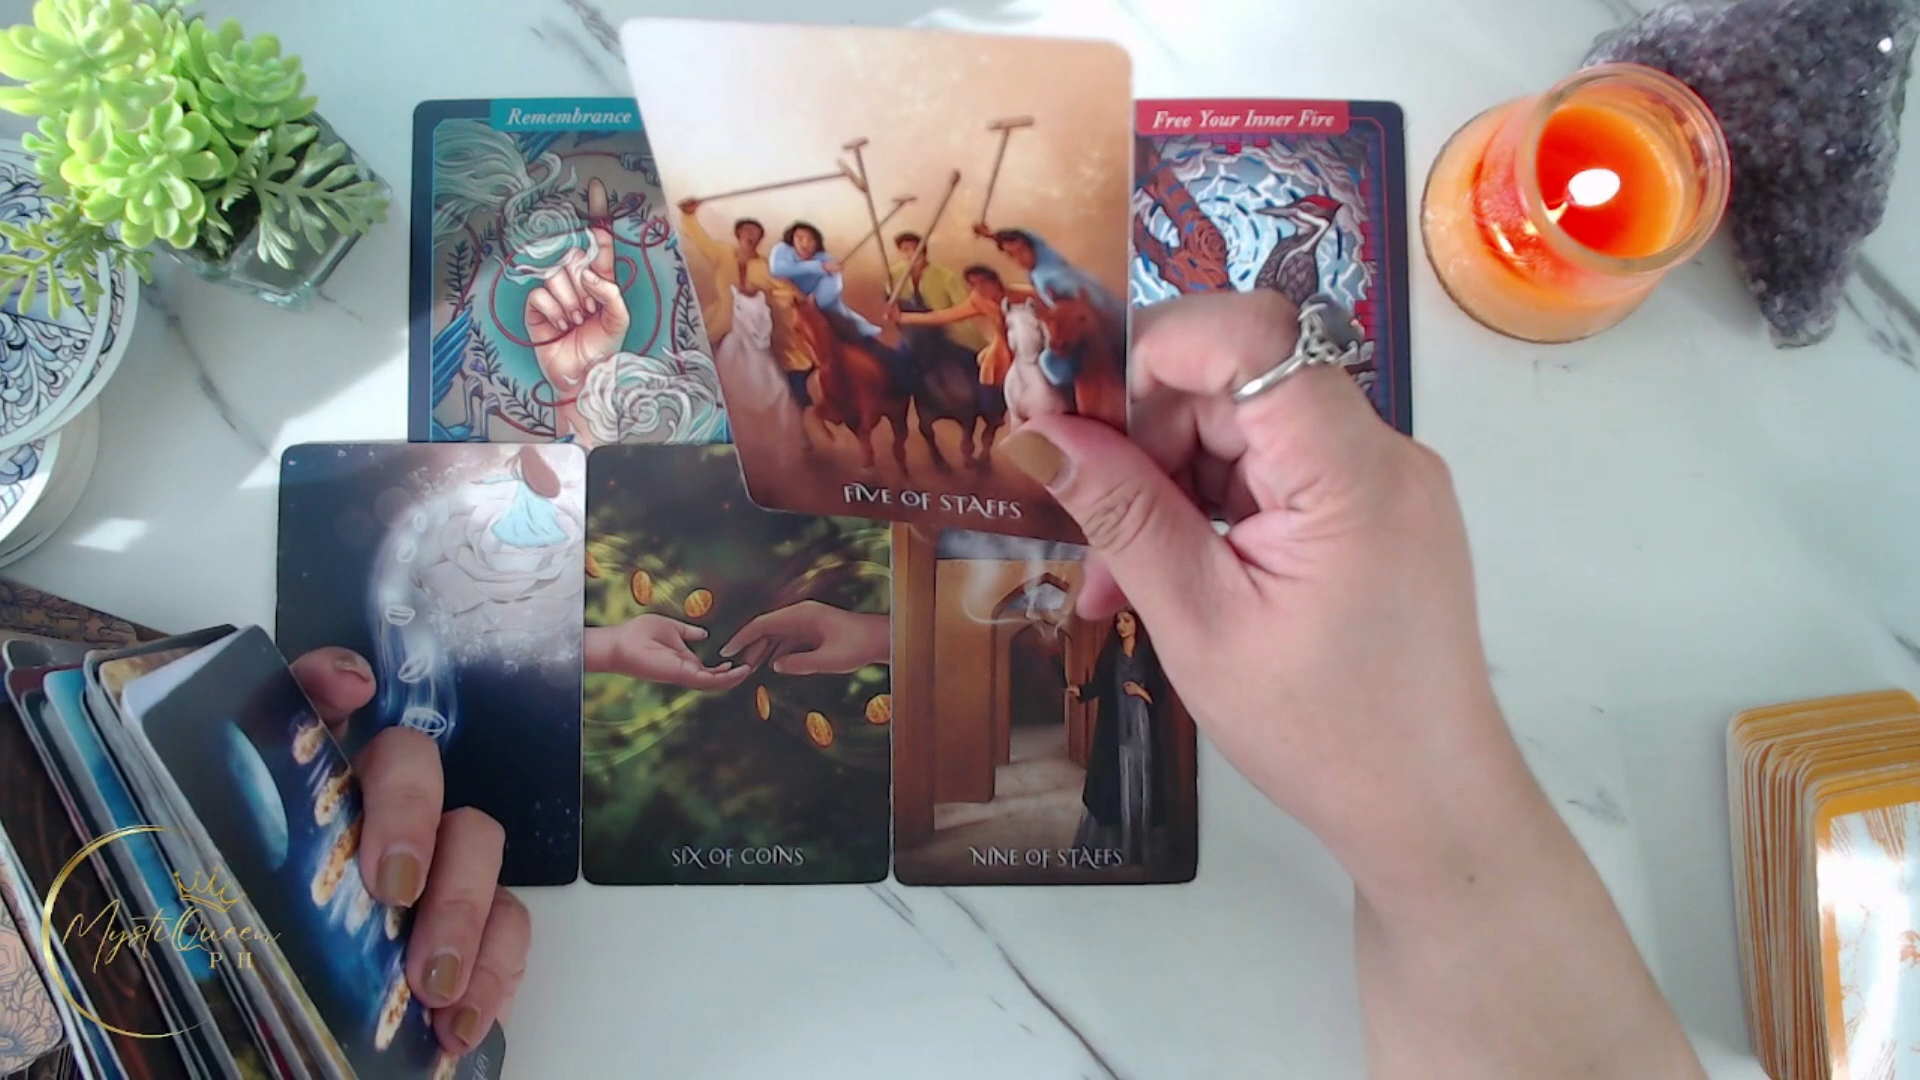 Remembrance
Free Your Inner Fire
FIVE OF STAFFS
SIX OF COINS
NINE OF STAFFS
MystiQueen
PH